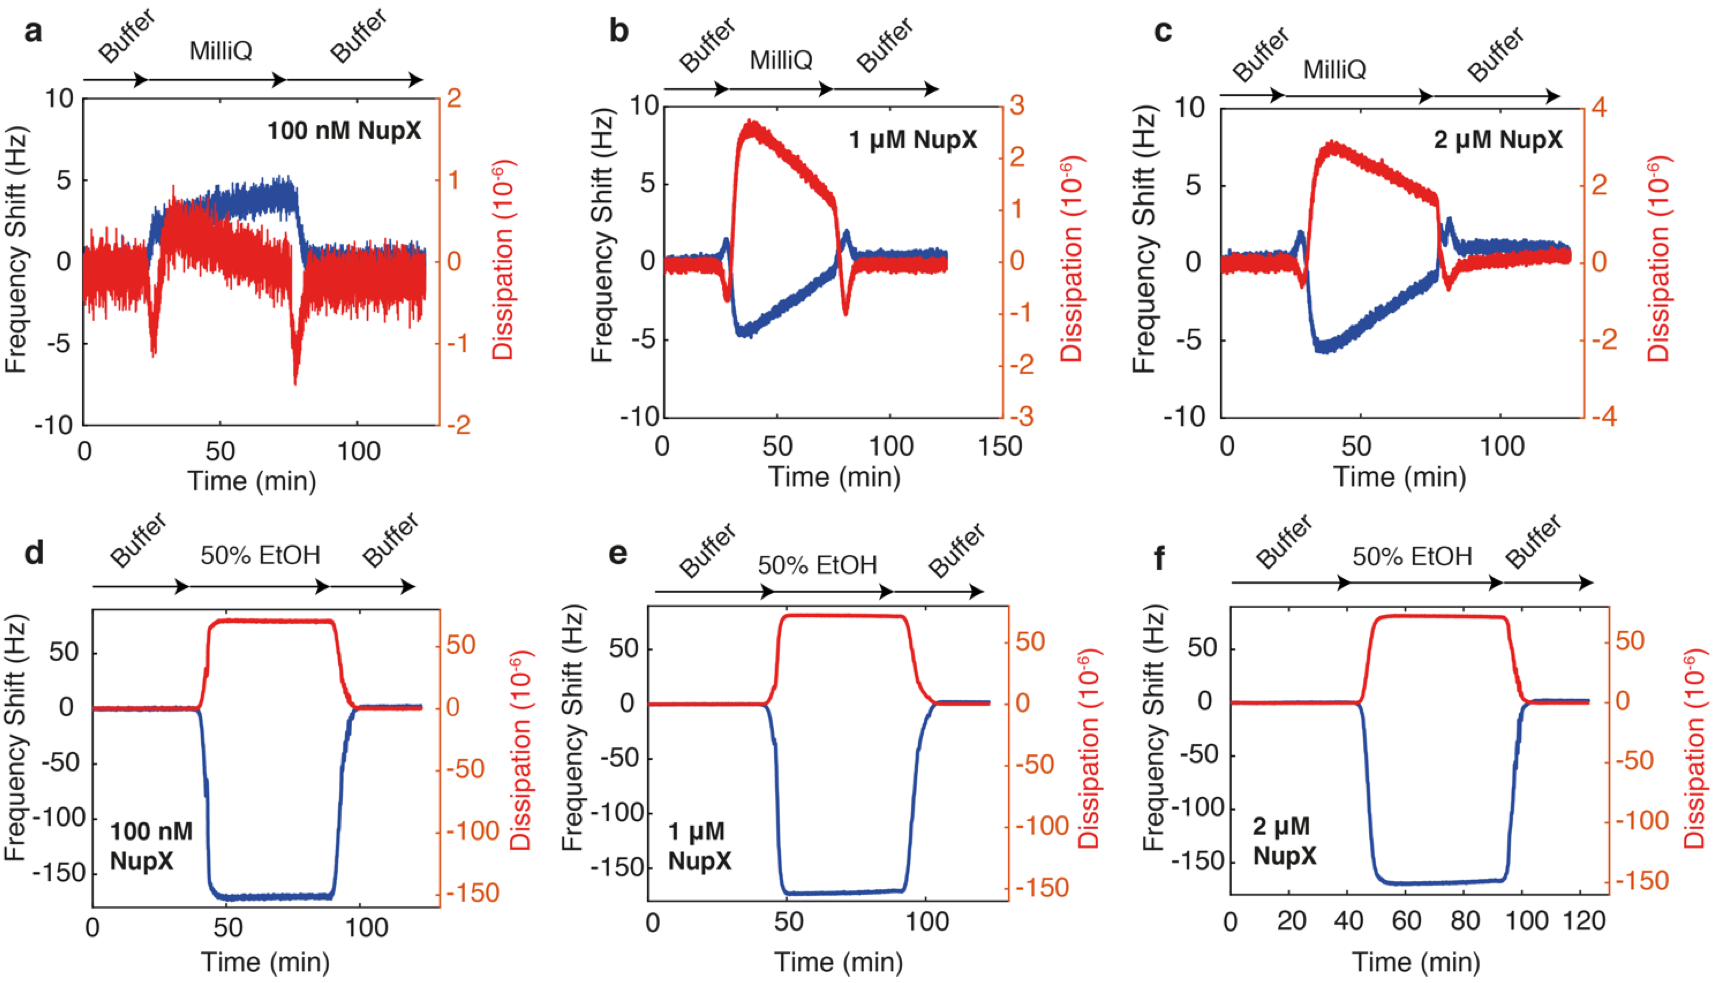 a
Buffer
MilliQ
Buffer
100 nM NupX
10
5
0
-5
-10
2
1
0
-1
-2
Frequency Shift (Hz)
Dissipation (10-6)
0
50
100
Time (min)
b
Buffer
MilliQ
Buffer
1 µM NupX
10
5
0
-5
-10
3
2
1
0
-1
-2
-3
Frequency Shift (Hz)
Dissipation (10-6)
0
50
100
150
Time (min)
c
Buffer
MilliQ
Buffer
2 µM NupX
10
5
0
-5
-10
4
2
0
-2
-4
Frequency Shift (Hz)
Dissipation (10-6)
0
50
100
Time (min)
d
Buffer
50% EtOH
Buffer
50
0
-50
-100
-150
50
0
-50
-100
-150
Frequency Shift (Hz)
Dissipation (10-6)
100 nM
NupX
0
50
100
Time (min)
e
Buffer
50% EtOH
Buffer
50
0
-50
-100
-150
50
0
-50
-100
-150
Frequency Shift (Hz)
Dissipation (10-6)
1 µM
NupX
0
50
100
Time (min)
f
Buffer
50% EtOH
Buffer
50
0
-50
-100
-150
50
0
-50
-100
-150
Frequency Shift (Hz)
Dissipation (10-6)
2 µM
NupX
0
20
40
60
80
100
120
Time (min)